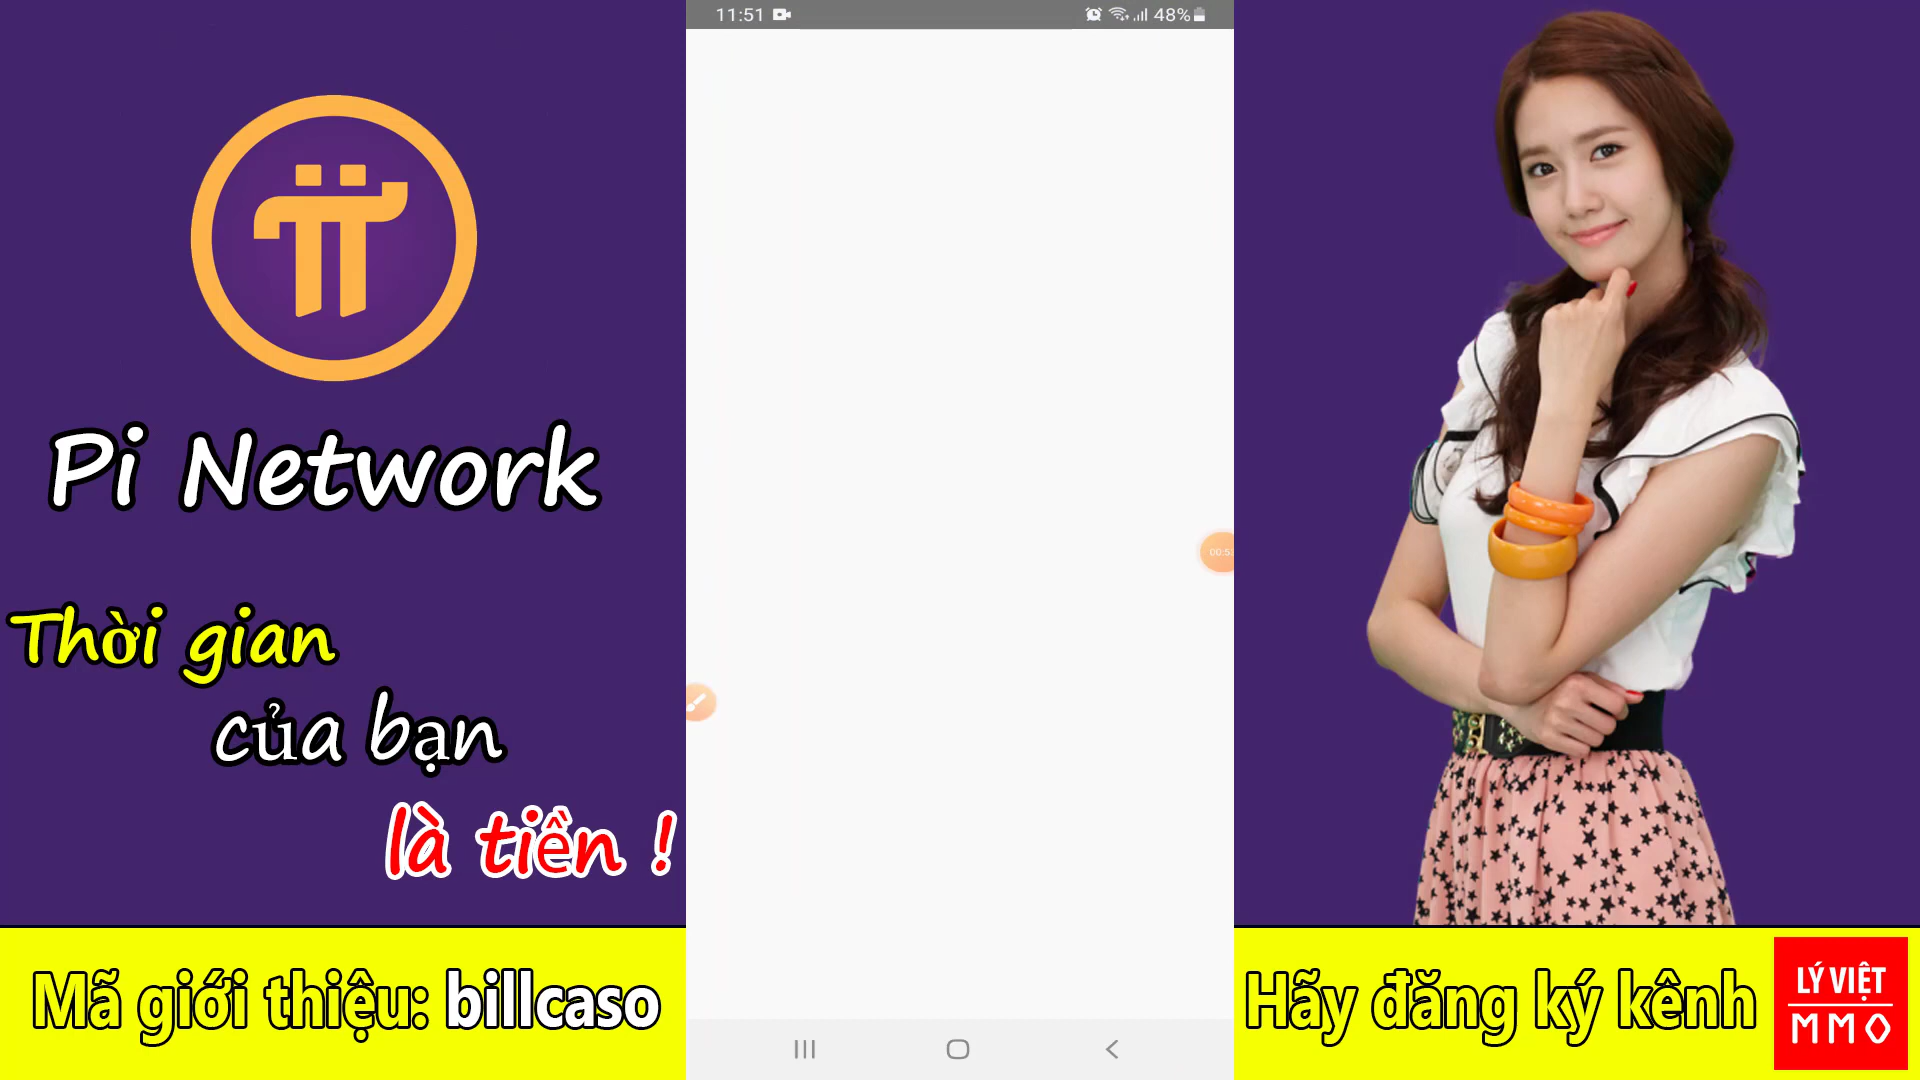 11:51
48%
Pi Network
Thời gian
của bạn
là tiền !
Mã giới thiệu: billcaso
Hãy đăng ký kênh
LÝ VIỆT
MMO